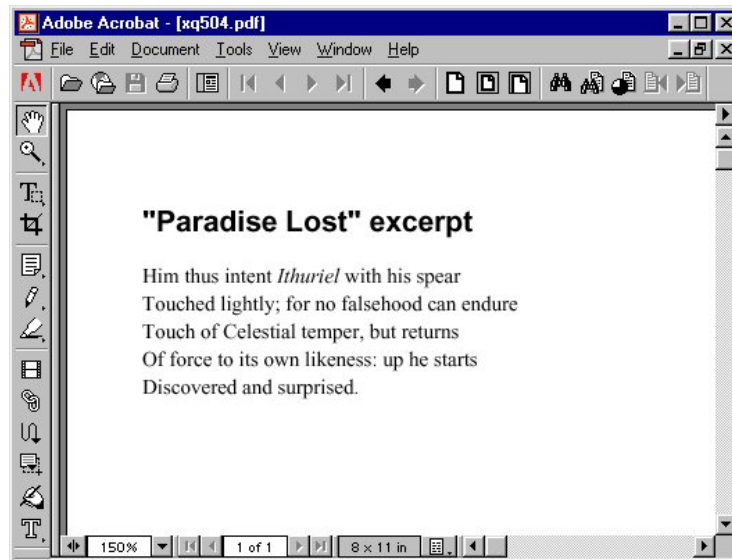 Adobe Acrobat - [xq504.pdf]
File Edit Document Tools View Window Help
"Paradise Lost" excerpt
Him thus intent Ithuriel with his spear
Touched lightly; for no falsehood can endure
Touch of Celestial temper, but returns
Of force to its own likeness: up he starts
Discovered and surprised.
150% 1 of 1 8 x 11 in